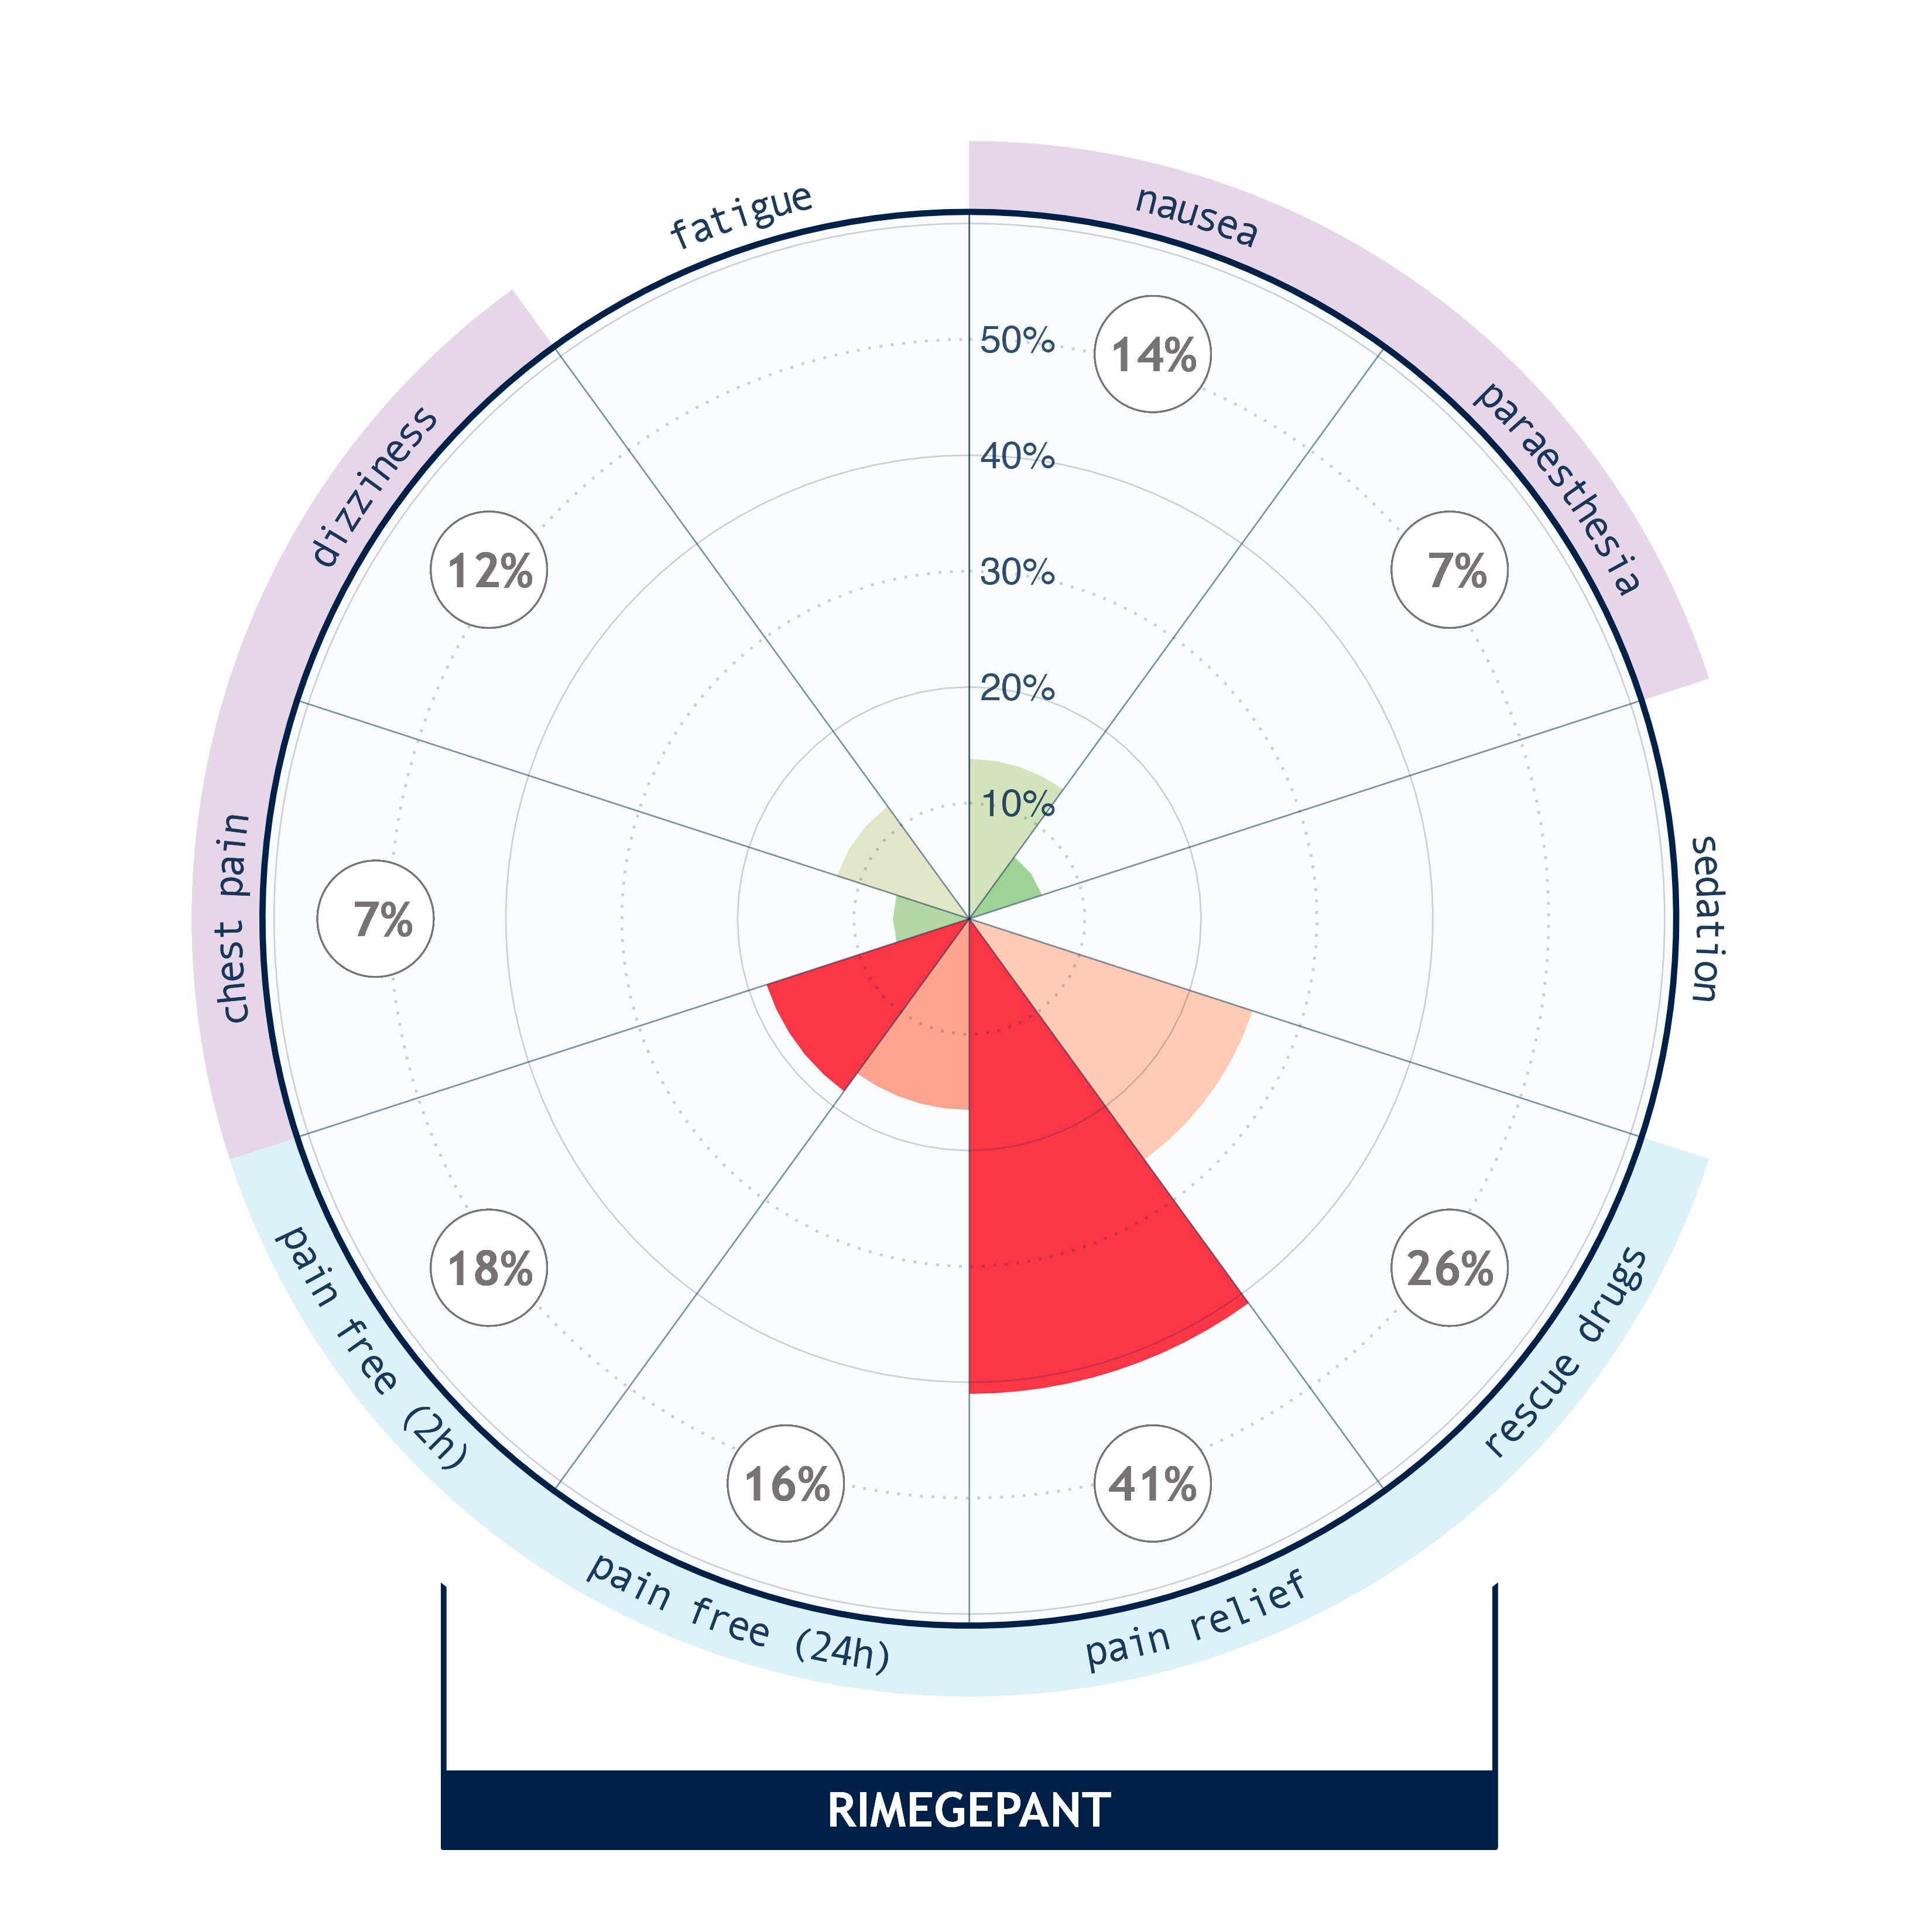 fatigue
nausea
paraesthesia
sedation
rescue drugs
pain relief
pain free (24h)
pain free (2h)
chest pain
dizziness
50%
40%
30%
20%
10%
14%
7%
26%
41%
16%
18%
7%
12%
RIMEGEPANT